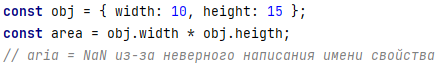 const obj = { width: 10, height: 15 };
const area = obj.width * obj.heigth;
// aria = NaN из-за неверного написания имени свойства